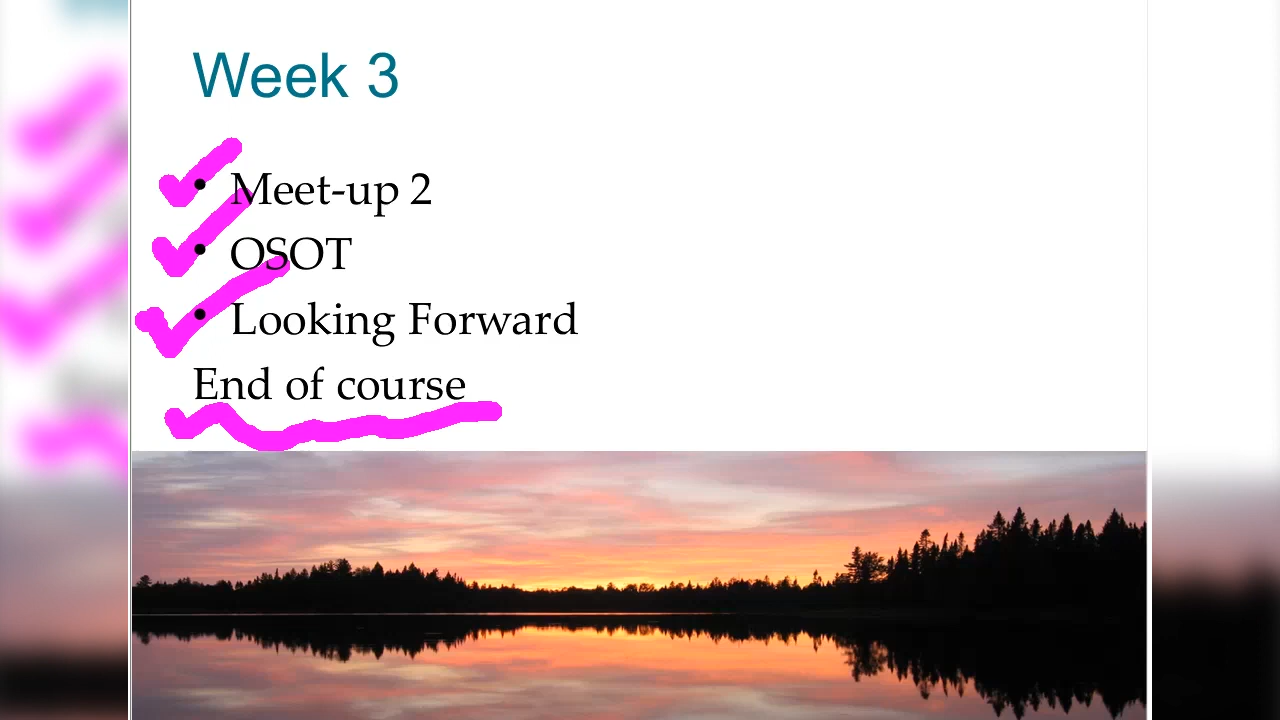 Week 3
• Meet-up 2
• OSOT
• Looking Forward
End of course